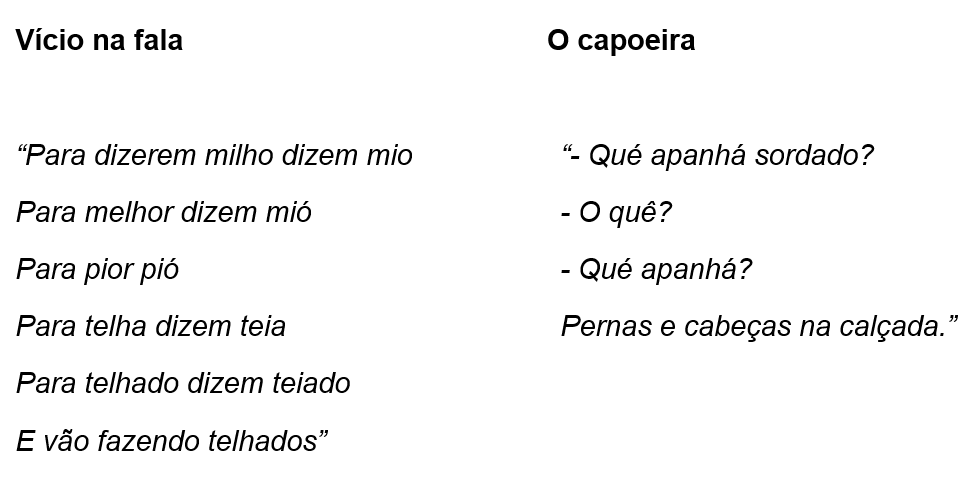 Vício na fala
“Para dizerem milho dizem mio
Para melhor dizem mió
Para pior pió
Para telha dizem teia
Para telhado dizem teiado
E vão fazendo telhados”
O capoeira
“- Qué apanhá sordado?
- O quê?
- Qué apanhá?
Pernas e cabeças na calçada.”